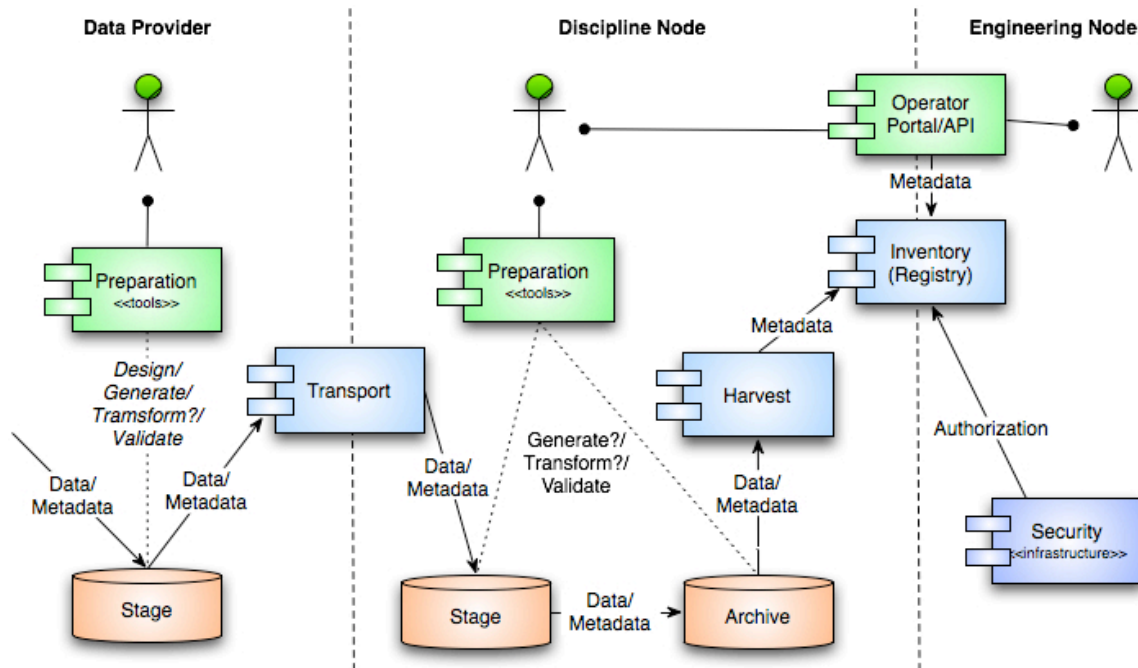 Data Provider
Discipline Node
Engineering Node
Operator
Portal/API
Metadata
Preparation
<<tools>>
Preparation
<<tools>>
Inventory
(Registry)
Metadata
Design/
Generate/
Tramsform?/
Validate
Transport
Harvest
Generate?/
Transform?/
Validate
Authorization
Data/
Metadata
Data/
Metadata
Data/
Metadata
Data/
Metadata
Security
<<infrastructure>>
Stage
Stage
Data/
Metadata
Archive